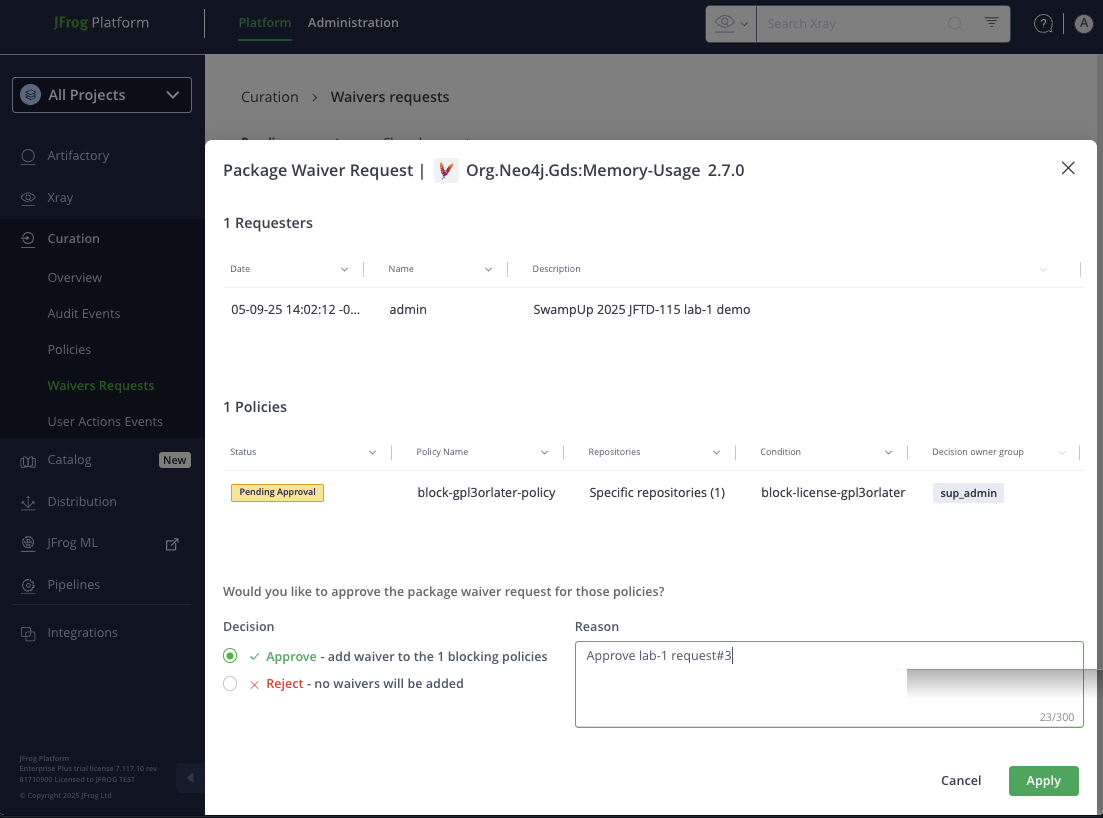 JFrog Platform
Platform Administration
Search Xray
A
All Projects
Artifactory
Xray
Curation
Overview
Audit Events
Policies
Waivers Requests
User Actions Events
Catalog New
Distribution
JFrog ML
Pipelines
Integrations
JFrog Platform
Enterprise Plus trial license 7.117.10 rev
81710900 Licensed to JFROG TEST
© Copyright 2025 JFrog Ltd
Curation > Waivers requests
Package Waiver Request | Org.Neo4j.Gds:Memory-Usage 2.7.0
1 Requesters
Date Name Description
05-09-25 14:02:12 -0... admin SwampUp 2025 JFTD-115 lab-1 demo
1 Policies
Status Policy Name Repositories Condition Decision owner group
Pending Approval block-gpl3orlater-policy Specific repositories (1) block-license-gpl3orlater sup_admin
Would you like to approve the package waiver request for those policies?
Decision Reason
Approve - add waiver to the 1 blocking policies
Reject - no waivers will be added
Approve lab-1 request#3
23/300
Cancel Apply